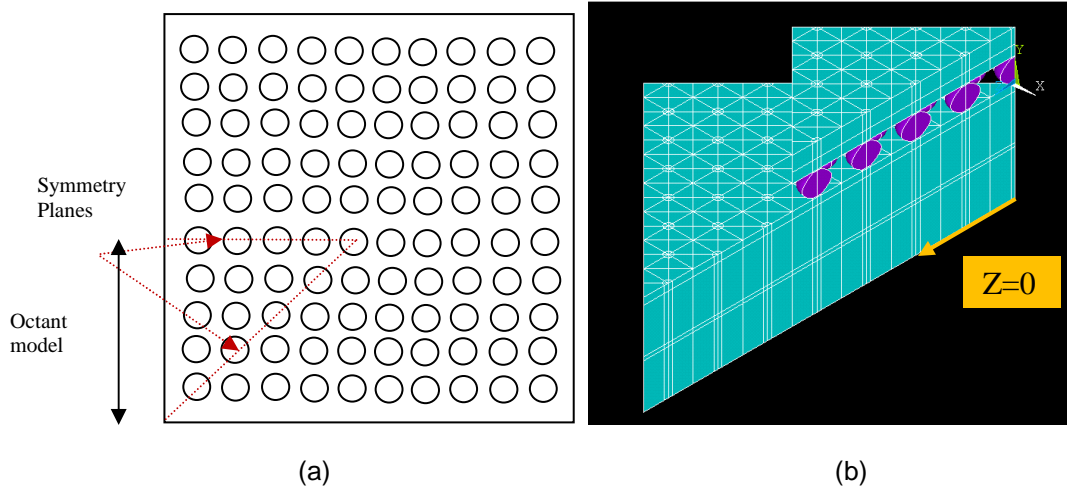 Symmetry
Planes
Octant
model
Y
X
Z=0
(a)
(b)